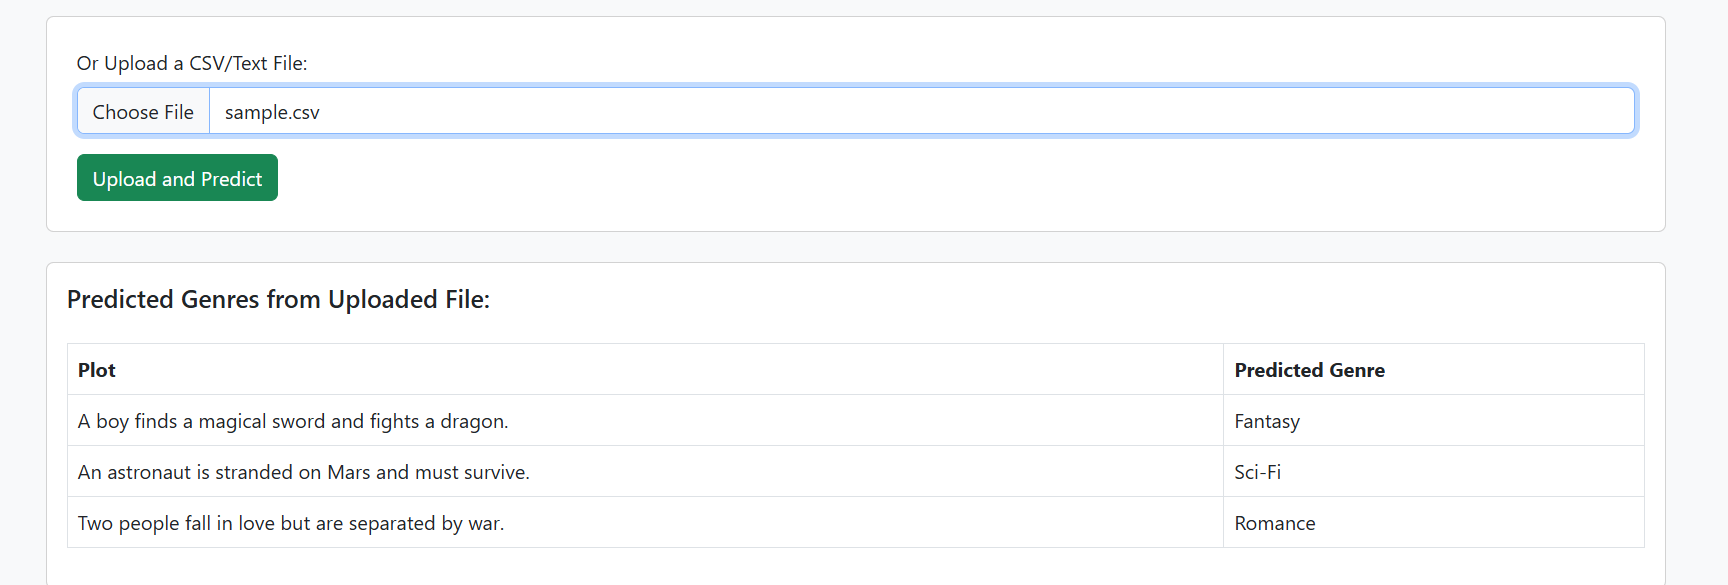 Or Upload a CSV/Text File:
Choose File sample.csv
Upload and Predict
Predicted Genres from Uploaded File:
Plot Predicted Genre
A boy finds a magical sword and fights a dragon. Fantasy
An astronaut is stranded on Mars and must survive. Sci-Fi
Two people fall in love but are separated by war. Romance